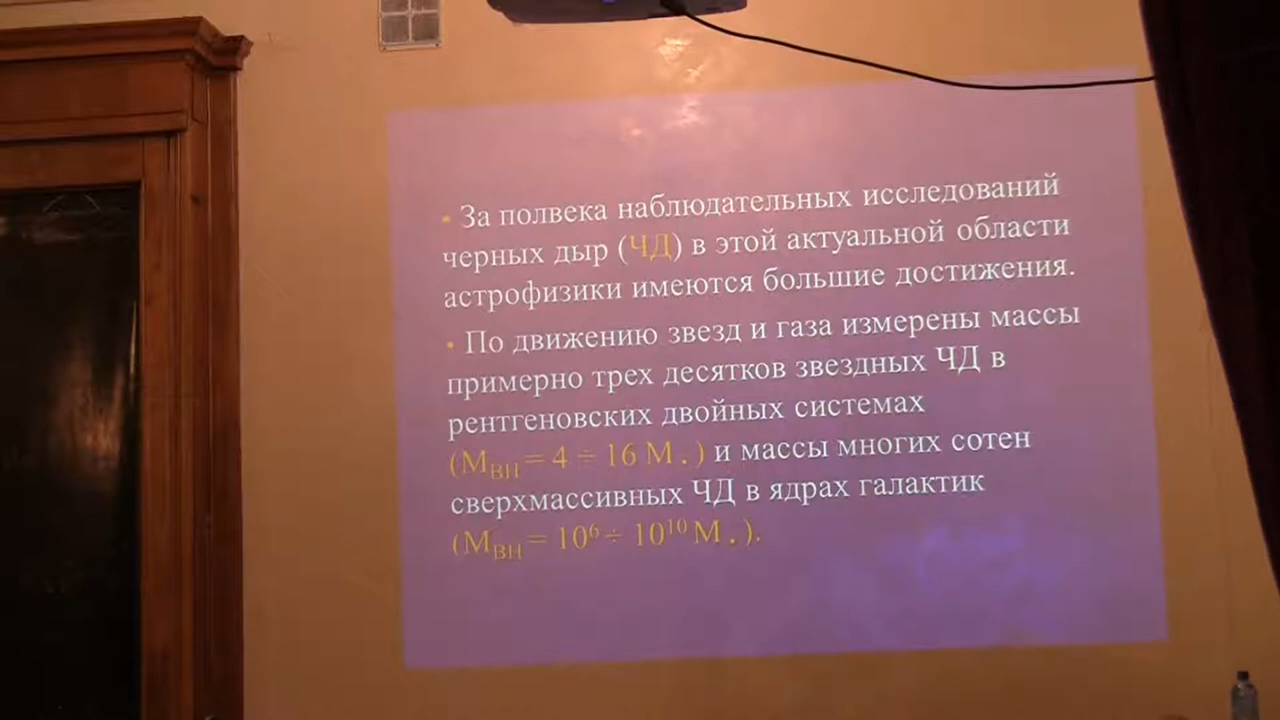 • За полвека наблюдательных исследований
черных дыр (ЧД) в этой актуальной области
астрофизики имеются большие достижения.
• По движению звезд и газа измерены массы
примерно трех десятков звездных ЧД в
рентгеновских двойных системах
(M_BH = 4 ÷ 16 M . ) и массы многих сотен
сверхмассивных ЧД в ядрах галактик
(M_BH = 10⁶ ÷ 10¹⁰ M . ).